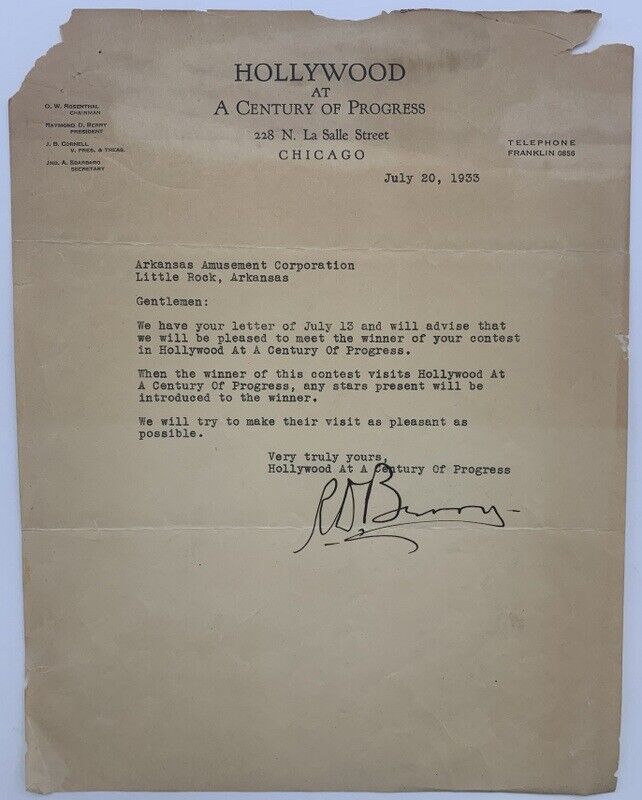 HOLLYWOOD
AT
A CENTURY OF PROGRESS
228 N. La Salle Street
CHICAGO
O. W. ROSENTHAL
CHAIRMAN
RAYMOND D. BERRY
PRESIDENT
J. B. CORNELL
V. PRES. & TREAS.
JNO. A. SBARBARO
SECRETARY
TELEPHONE
FRANKLIN 0856
July 20, 1933
Arkansas Amusement Corporation
Little Rock, Arkansas
Gentlemen:
We have your letter of July 13 and will advise that
we will be pleased to meet the winner of your contest
in Hollywood At A Century Of Progress.
When the winner of this contest visits Hollywood At
A Century Of Progress, any stars present will be
introduced to the winner.
We will try to make their visit as pleasant as
possible.
Very truly yours,
Hollywood At A Century Of Progress
R D Berry